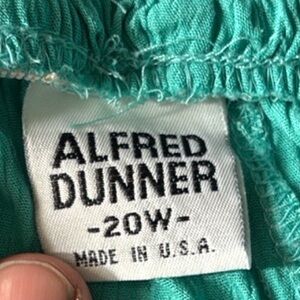 ALFRED
DUNNER
-20W-
MADE IN U.S.A.